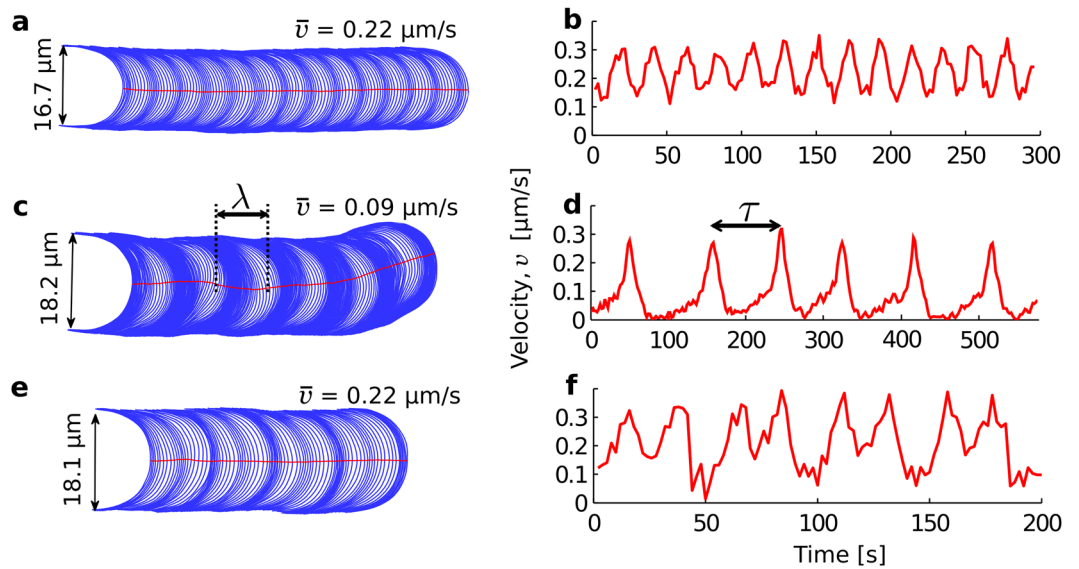 a
v̄ = 0.22 µm/s
16.7 µm
b
0.3
0.2
0.1
0
0 50 100 150 200 250 300
c
λ
v̄ = 0.09 µm/s
18.2 µm
d
τ
0.3
0.2
0.1
0
0 100 200 300 400 500
Velocity, v [µm/s]
e
v̄ = 0.22 µm/s
18.1 µm
f
0.3
0.2
0.1
0
0 50 100 150 200
Time [s]